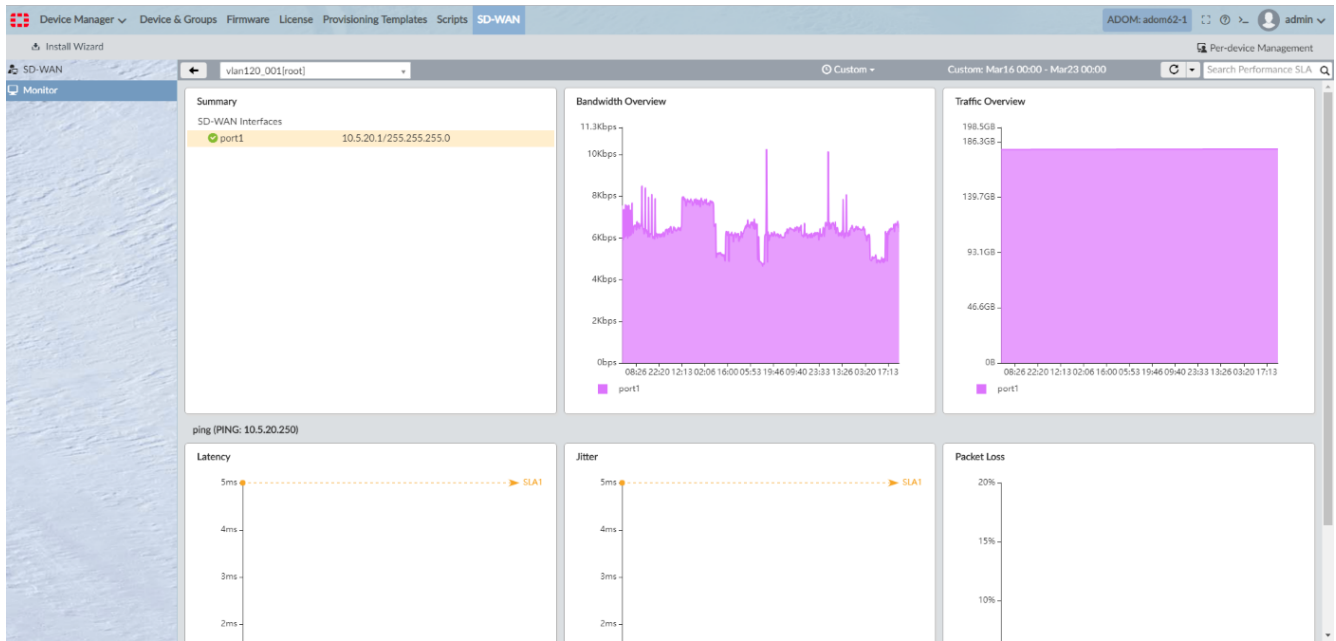 Device Manager Device & Groups Firmware License Provisioning Templates Scripts SD-WAN ADOM: adom62-1 admin
Install Wizard Per-device Management
SD-WAN vlan120_001[root] Custom Custom: Mar16 00:00 - Mar23 00:00 Search Performance SLA
Monitor
Summary
SD-WAN Interfaces
port1 10.5.20.1/255.255.255.0
Bandwidth Overview
11.3Kbps
10Kbps
8Kbps
6Kbps
4Kbps
2Kbps
0bps
08:26 22:20 12:13 02:06 16:00 05:53 19:46 09:40 23:33 13:26 03:20 17:13
port1
Traffic Overview
198.5GB
186.3GB
139.7GB
93.1GB
46.6GB
0B
08:26 22:20 12:13 02:06 16:00 05:53 19:46 09:40 23:33 13:26 03:20 17:13
port1
ping (PING: 10.5.20.250)
Latency
5ms SLA1
4ms
3ms
2ms
Jitter
5ms SLA1
4ms
3ms
2ms
Packet Loss
20%
15%
10%